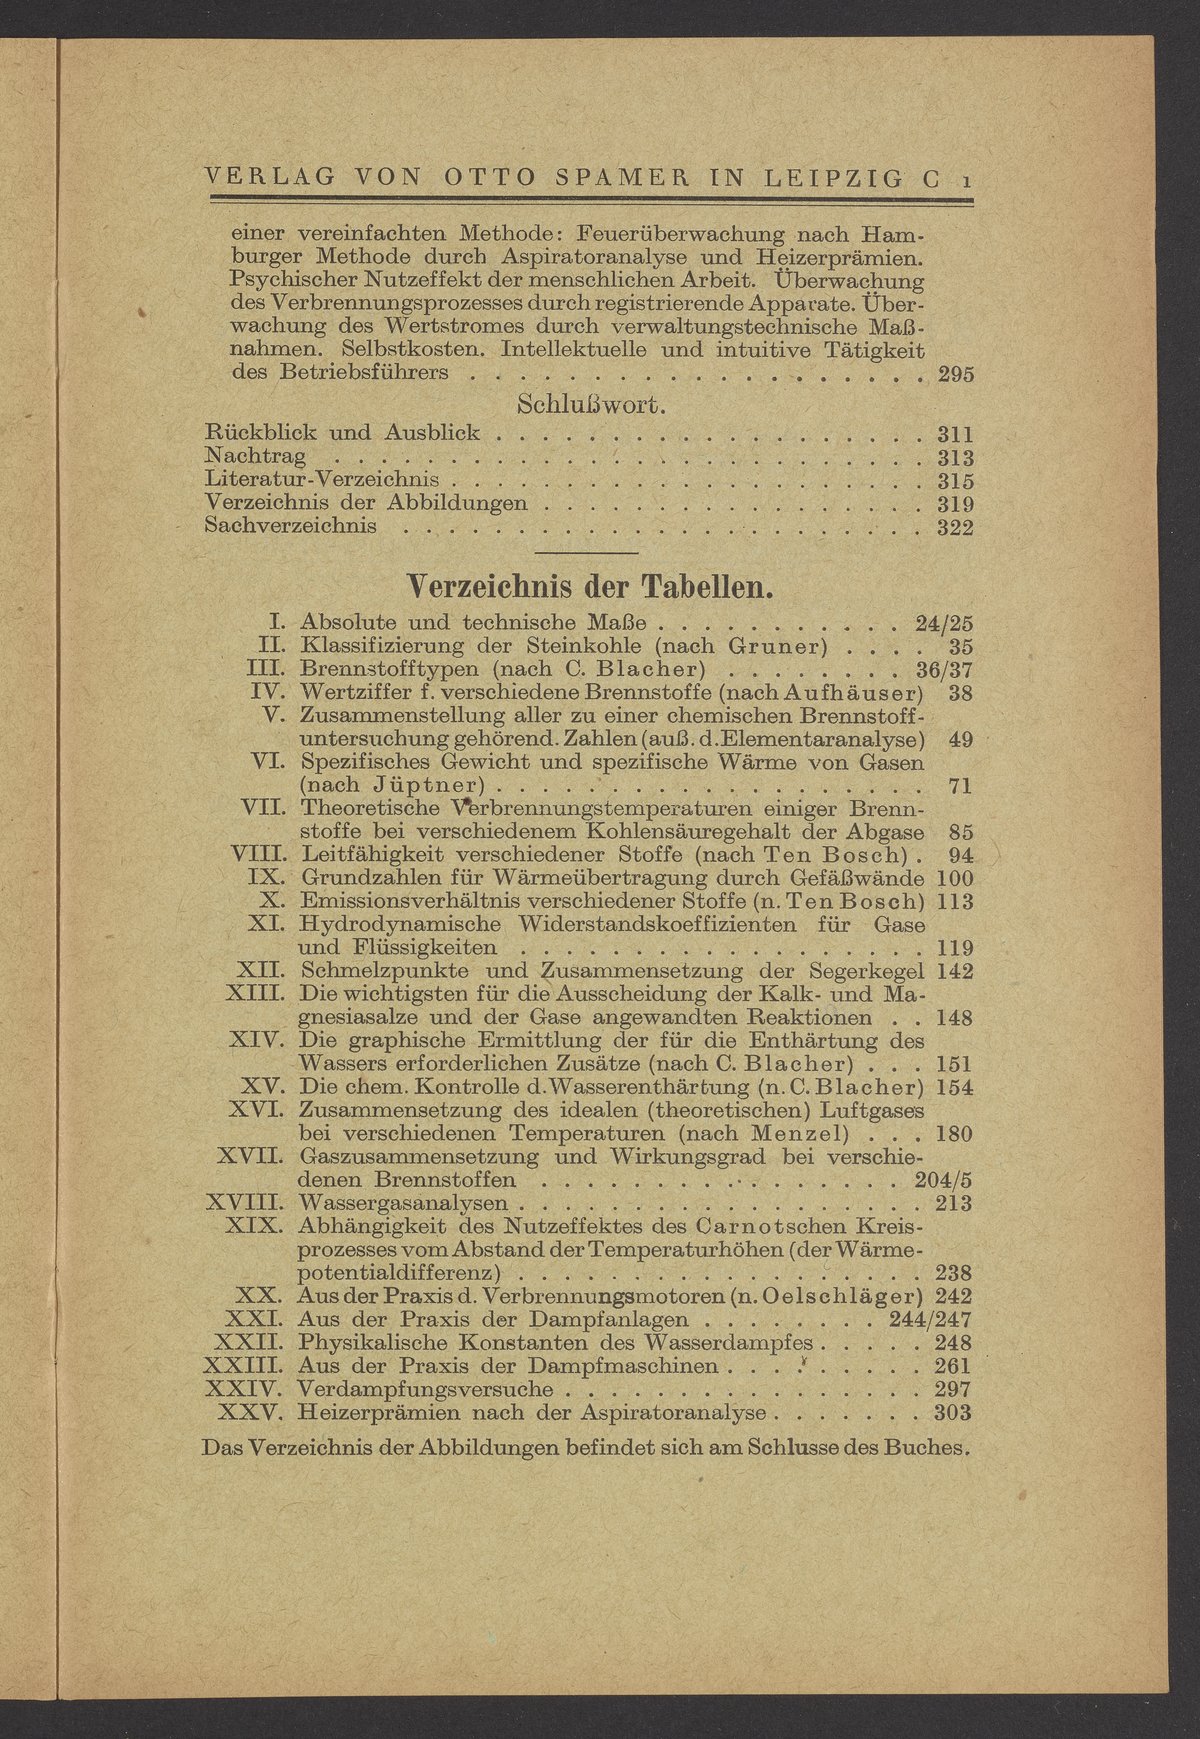 VERLAG VON OTTO SPAMER IN LEIPZIG C 1
einer vereinfachten Methode: Feuerüberwachung nach Ham-
burger Methode durch Aspiratoranalyse und Heizerprämien.
Psychischer Nutzeffekt der menschlichen Arbeit. Überwachung
des Verbrennungsprozesses durch registrierende Apparate. Über-
wachung des Wertstromes durch verwaltungstechnische Maß-
nahmen. Selbstkosten. Intellektuelle und intuitive Tätigkeit
des Betriebsführers . . . . . . . . . . . . . . . . . . . 295
Schlußwort.
Rückblick und Ausblick . . . . . . . . . . . . . . . . . . . 311
Nachtrag . . . . . . . . . . . . . . . . . . . . . . . . . . 313
Literatur-Verzeichnis . . . . . . . . . . . . . . . . . . . . . 315
Verzeichnis der Abbildungen . . . . . . . . . . . . . . . . . 319
Sachverzeichnis . . . . . . . . . . . . . . . . . . . . . . . 322
Verzeichnis der Tabellen.
I. Absolute und technische Maße . . . . . . . . . . . 24/25
II. Klassifizierung der Steinkohle (nach Gruner) . . . . 35
III. Brennstofftypen (nach C. Blacher) . . . . . . . . 36/37
IV. Wertziffer f. verschiedene Brennstoffe (nach Aufhäuser) 38
V. Zusammenstellung aller zu einer chemischen Brennstoff-
untersuchung gehörend. Zahlen (auß. d. Elementaranalyse) 49
VI. Spezifisches Gewicht und spezifische Wärme von Gasen
(nach Jüptner) . . . . . . . . . . . . . . . . . . . 71
VII. Theoretische Verbrennungstemperaturen einiger Brenn-
stoffe bei verschiedenem Kohlensäuregehalt der Abgase 85
VIII. Leitfähigkeit verschiedener Stoffe (nach Ten Bosch) . 94
IX. Grundzahlen für Wärmeübertragung durch Gefäßwände 100
X. Emissionsverhältnis verschiedener Stoffe (n. Ten Bosch) 113
XI. Hydrodynamische Widerstandskoeffizienten für Gase
und Flüssigkeiten . . . . . . . . . . . . . . . . . . 119
XII. Schmelzpunkte und Zusammensetzung der Segerkegel 142
XIII. Die wichtigsten für die Ausscheidung der Kalk- und Ma-
gnesiasalze und der Gase angewandten Reaktionen . . 148
XIV. Die graphische Ermittlung der für die Enthärtung des
Wassers erforderlichen Zusätze (nach C. Blacher) . . . 151
XV. Die chem. Kontrolle d. Wasserenthärtung (n. C. Blacher) 154
XVI. Zusammensetzung des idealen (theoretischen) Luftgases
bei verschiedenen Temperaturen (nach Menzel) . . . 180
XVII. Gaszusammensetzung und Wirkungsgrad bei verschie-
denen Brennstoffen . . . . . . . . . . . . . . . . 204/5
XVIII. Wassergasanalysen . . . . . . . . . . . . . . . . . . 213
XIX. Abhängigkeit des Nutzeffektes des Carnotschen Kreis-
prozesses vom Abstand der Temperaturhöhen (der Wärme-
potentialdifferenz) . . . . . . . . . . . . . . . . . . 238
XX. Aus der Praxis d. Verbrennungsmotoren (n. Oelschläger) 242
XXI. Aus der Praxis der Dampfanlagen . . . . . . . . 244/247
XXII. Physikalische Konstanten des Wasserdampfes . . . . . 248
XXIII. Aus der Praxis der Dampfmaschinen . . . . . . . . . 261
XXIV. Verdampfungsversuche . . . . . . . . . . . . . . . . 297
XXV. Heizerprämien nach der Aspiratoranalyse . . . . . . . 303
Das Verzeichnis der Abbildungen befindet sich am Schlusse des Buches.